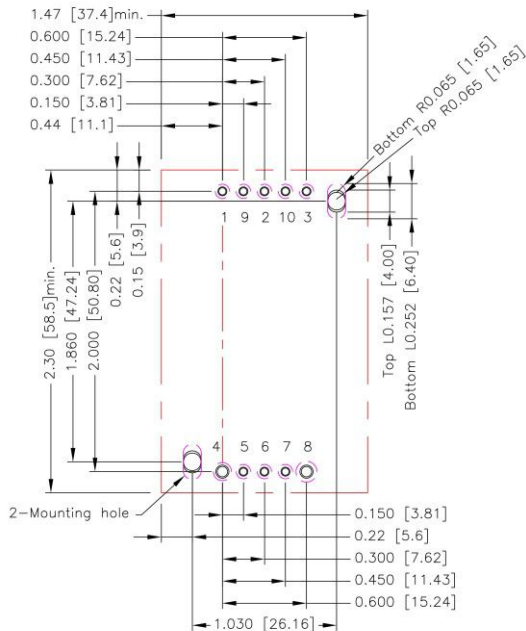 1.47 [37.4]min.
0.600 [15.24]
0.450 [11.43]
0.300 [7.62]
0.150 [3.81]
0.44 [11.1]
Bottom R0.065 [1.65]
Top R0.065 [1.65]
1 9 2 10 3
2.30 [58.5]min.
1.860 [47.24]
2.000 [50.80]
0.22 [5.6]
0.15 [3.9]
Top L0.157 [4.00]
Bottom L0.252 [6.40]
4 5 6 7 8
2-Mounting hole
0.150 [3.81]
0.22 [5.6]
0.300 [7.62]
0.450 [11.43]
0.600 [15.24]
1.030 [26.16]